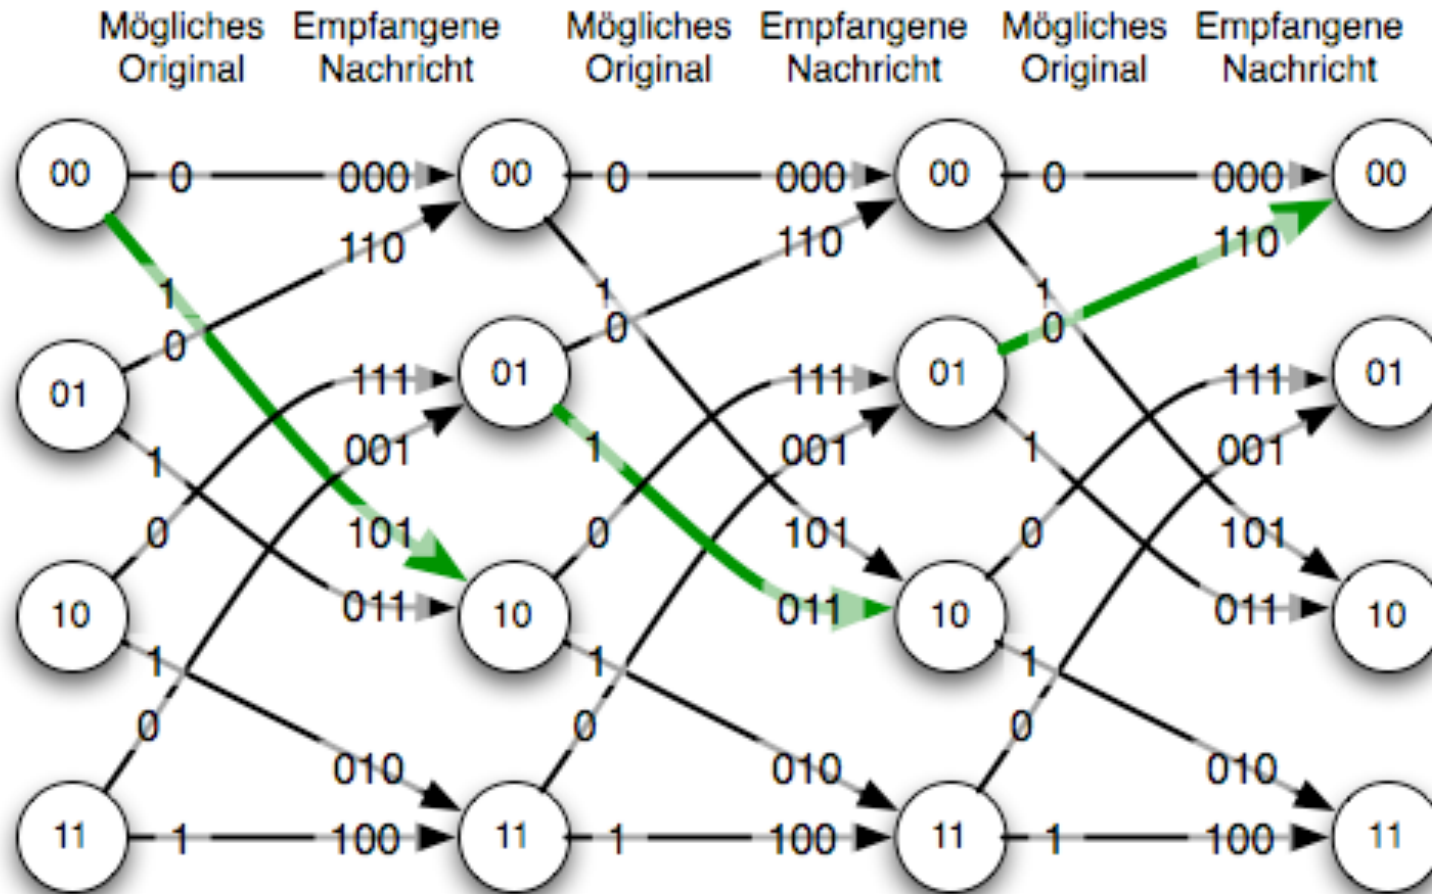 Mögliches Empfangene Mögliches Empfangene Mögliches Empfangene
Original Nachricht Original Nachricht Original Nachricht
00 0 000 00 0 000 00 0 000 00
110 110 110
1 1 1
0 0 0
01 111 01 111 01 111 01
1 001 1 001 1 001
0 101 0 101 0 101
10 011 10 011 10 011 10
1 1 1
0 0 0
010 010 010
11 1 100 11 1 100 11 1 100 11